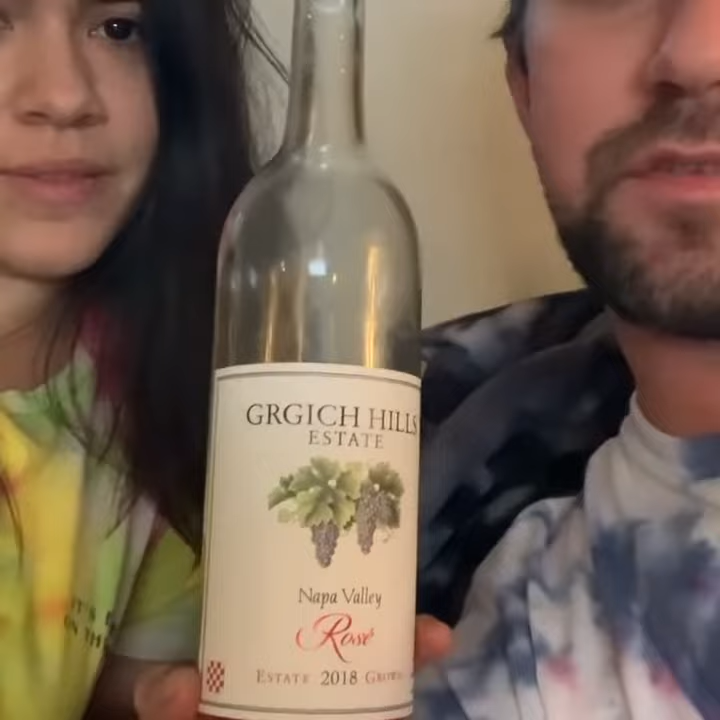 GRGICH HILLS
ESTATE
Napa Valley
Rosé
ESTATE 2018 GROWN